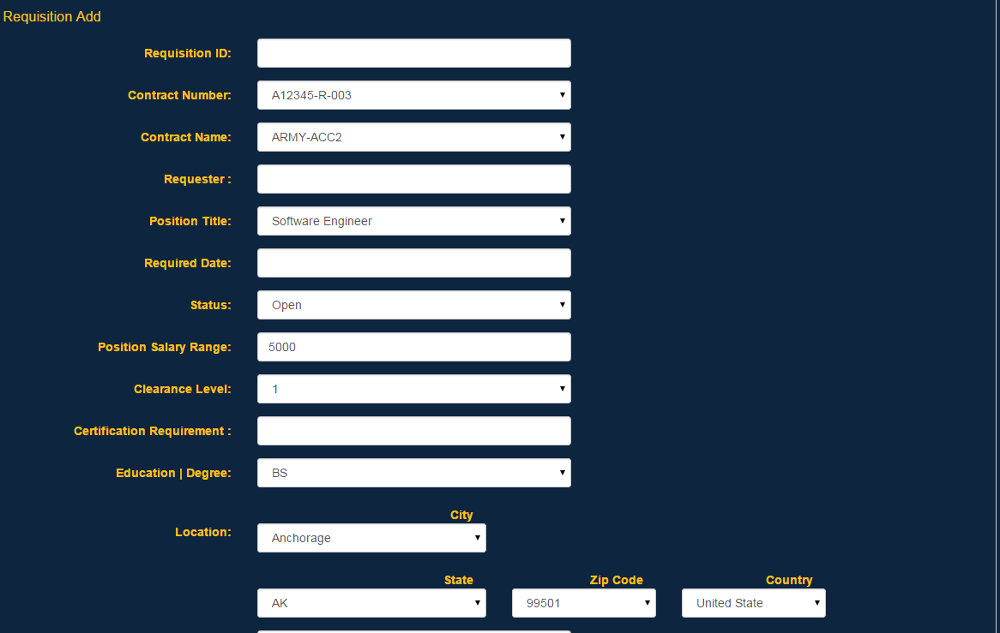 Requisition Add
Requisition ID:
Contract Number: A12345-R-003
Contract Name: ARMY-ACC2
Requester :
Position Title: Software Engineer
Required Date:
Status: Open
Position Salary Range: 5000
Clearance Level: 1
Certification Requirement :
Education | Degree: BS
City
Location: Anchorage
State Zip Code Country
AK 99501 United State